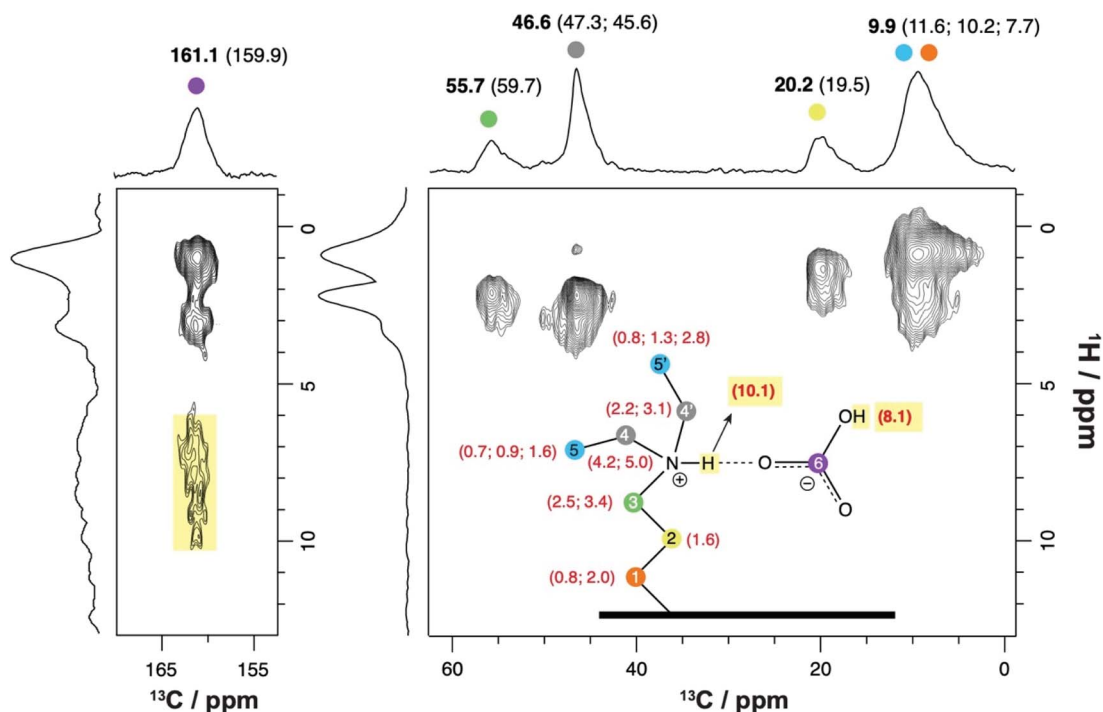 46.6 (47.3; 45.6)
9.9 (11.6; 10.2; 7.7)
161.1 (159.9)
55.7 (59.7)
20.2 (19.5)
0
0
(0.8; 1.3; 2.8)
5'
5
5
(10.1)
(2.2; 3.1)
4'
OH (8.1)
4
(0.7; 0.9; 1.6)
5
(4.2; 5.0)
N
H
O
6
⊕
⊖
(2.5; 3.4)
3
O
2
(1.6)
10
10
(0.8; 2.0)
1
¹H / ppm
165
155
60
40
20
0
¹³C / ppm
¹³C / ppm